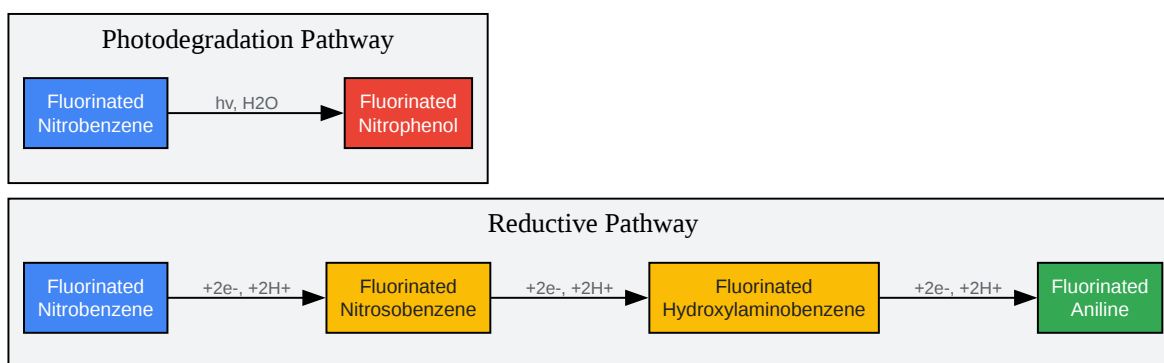 Photodegradation Pathway
Fluorinated
Nitrobenzene
hv, H2O
Fluorinated
Nitrophenol
Reductive Pathway
Fluorinated
Nitrobenzene
+2e-, +2H+
Fluorinated
Nitrosobenzene
+2e-, +2H+
Fluorinated
Hydroxylaminobenzene
+2e-, +2H+
Fluorinated
Aniline